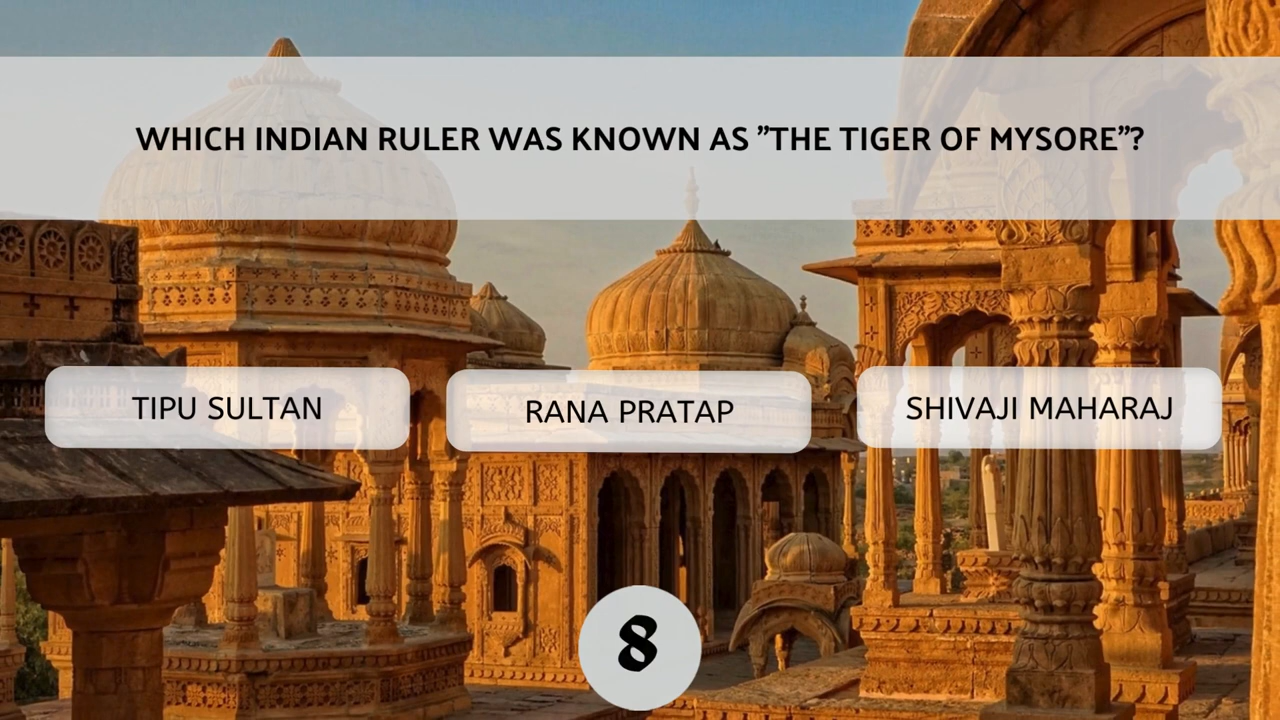 WHICH INDIAN RULER WAS KNOWN AS ”THE TIGER OF MYSORE”?
TIPU SULTAN
RANA PRATAP
SHIVAJI MAHARAJ
8